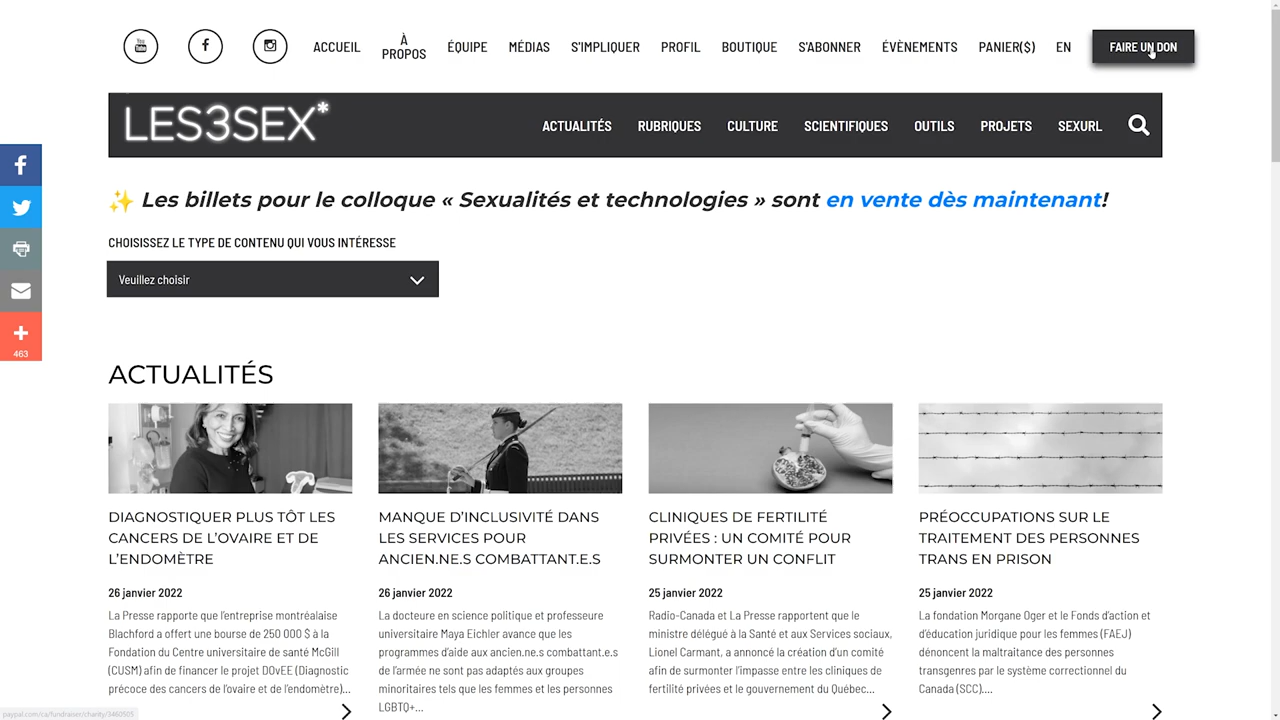 You Tube
ACCUEIL
À PROPOS
ÉQUIPE
MÉDIAS
S'IMPLIQUER
PROFIL
BOUTIQUE
S'ABONNER
ÉVÈNEMENTS
PANIER($)
EN
FAIRE UN DON
LES3SEX*
ACTUALITÉS
RUBRIQUES
CULTURE
SCIENTIFIQUES
OUTILS
PROJETS
SEXURL
✨ Les billets pour le colloque « Sexualités et technologies » sont en vente dès maintenant!
CHOISISSEZ LE TYPE DE CONTENU QUI VOUS INTÉRESSE
Veuillez choisir
463
ACTUALITÉS
DIAGNOSTIQUER PLUS TÔT LES
CANCERS DE L'OVAIRE ET DE
L'ENDOMÈTRE
26 janvier 2022
La Presse rapporte que l'entreprise montréalaise
Blachford a offert une bourse de 250 000 $ à la
Fondation du Centre universitaire de santé McGill
(CUSM) afin de financer le projet DOvEE (Diagnostic
précoce des cancers de l'ovaire et de l'endomètre)...
MANQUE D'INCLUSIVITÉ DANS
LES SERVICES POUR
ANCIEN.NE.S COMBATTANT.E.S
26 janvier 2022
La docteure en science politique et professeure
universitaire Maya Eichler avance que les
programmes d'aide aux ancien.ne.s combattant.e.s
de l'armée ne sont pas adaptés aux groupes
minoritaires tels que les femmes et les personnes
LGBTQ+...
CLINIQUES DE FERTILITÉ
PRIVÉES : UN COMITÉ POUR
SURMONTER UN CONFLIT
25 janvier 2022
Radio-Canada et La Presse rapportent que le
ministre délégué à la Santé et aux Services sociaux,
Lionel Carmant, a annoncé la création d'un comité
afin de surmonter l'impasse entre les cliniques de
fertilité privées et le gouvernement du Québec...
PRÉOCCUPATIONS SUR LE
TRAITEMENT DES PERSONNES
TRANS EN PRISON
25 janvier 2022
La fondation Morgane Oger et le Fonds d'action et
d'éducation juridique pour les femmes (FAEJ)
dénoncent la maltraitance des personnes
transgenres par le système correctionnel du
Canada (SCC)....
paypal.com/ca/fundraiser/charity/3460505